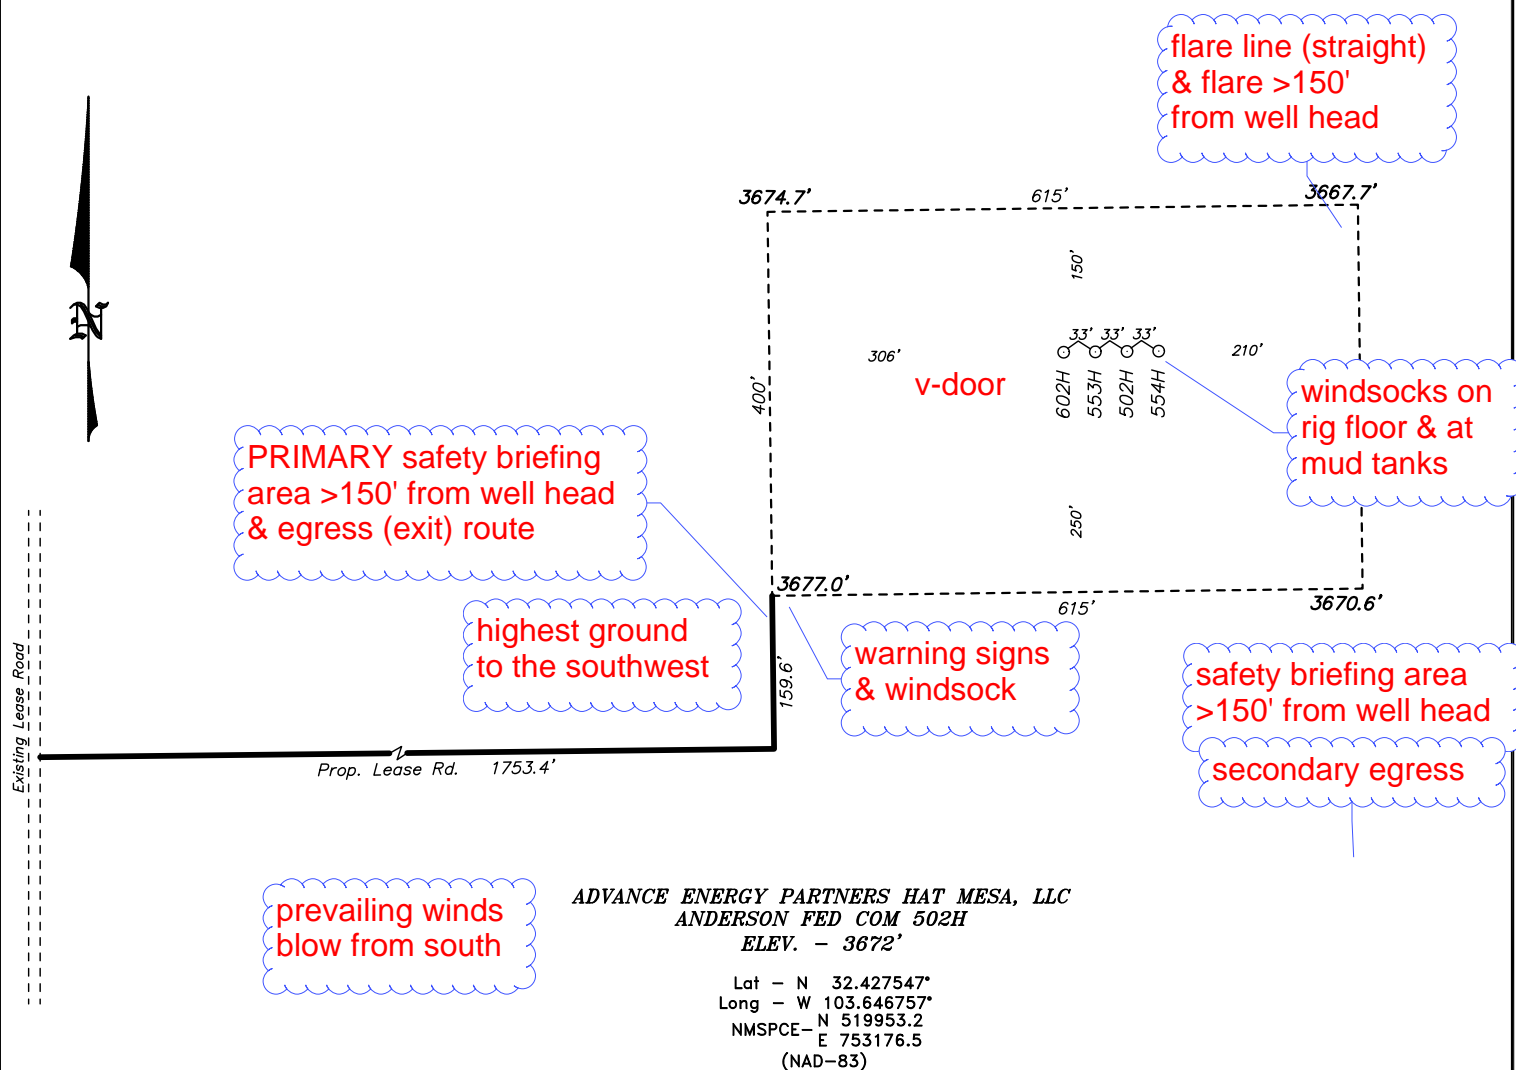 flare line (straight)
& flare >150'
from well head
3674.7'
615'
3667.7'
150'
N
33' 33' 33'
306'
210'
v-door
400'
602H
553H
502H
554H
windsocks on
rig floor & at
mud tanks
PRIMARY safety briefing
area >150' from well head
& egress (exit) route
250'
3677.0'
615'
3670.6'
highest ground
to the southwest
warning signs
& windsock
159.6'
safety briefing area
>150' from well head
secondary egress
Existing Lease Road
Prop. Lease Rd. 1753.4'
prevailing winds
blow from south
ADVANCE ENERGY PARTNERS HAT MESA, LLC
ANDERSON FED COM 502H
ELEV. - 3672'
Lat - N 32.427547°
Long - W 103.646757°
NMSPCE- N 519953.2
E 753176.5
(NAD-83)